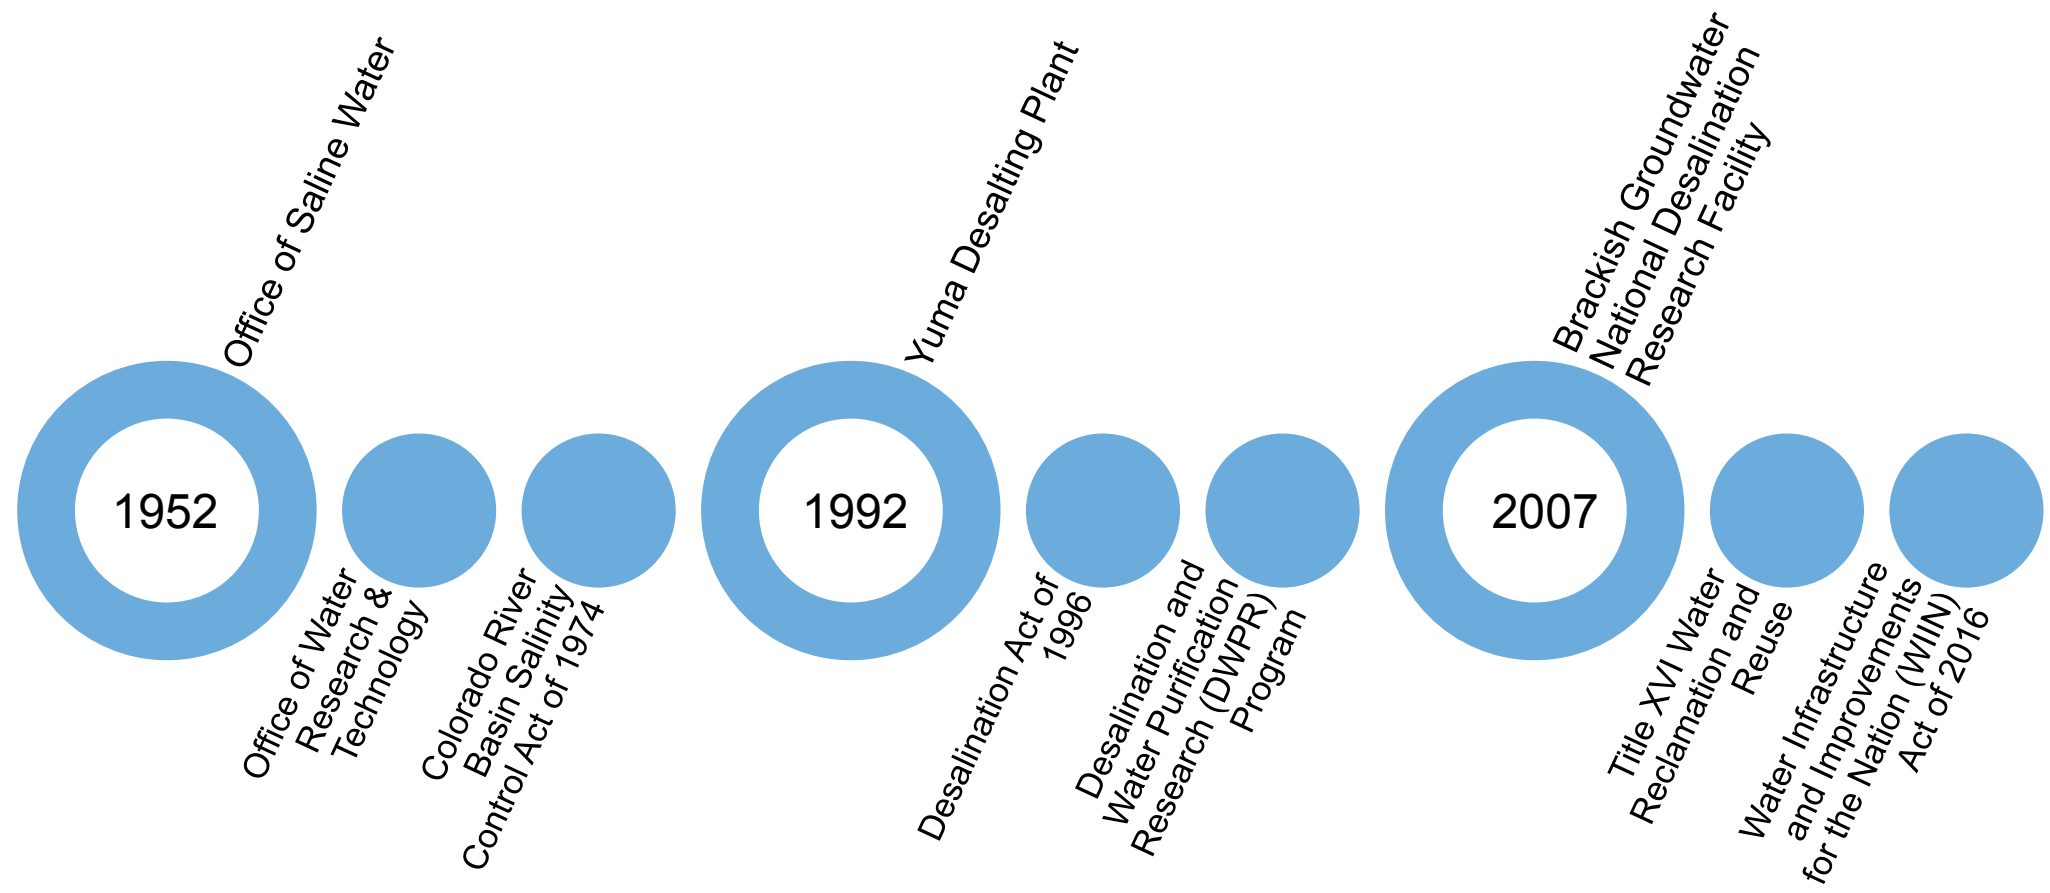 Office of Saline Water
1952
Office of Water
Research &
Technology
Colorado River
Basin Salinity
Control Act of 1974
Yuma Desalting Plant
1992
Desalination Act of
1996
Desalination and
Water Purification
Research (DWPR)
Program
Brackish Groundwater
National Desalination
Research Facility
2007
Title XVI Water
Reclamation and
Reuse
Water Infrastructure
and Improvements
for the Nation (WIIN)
Act of 2016